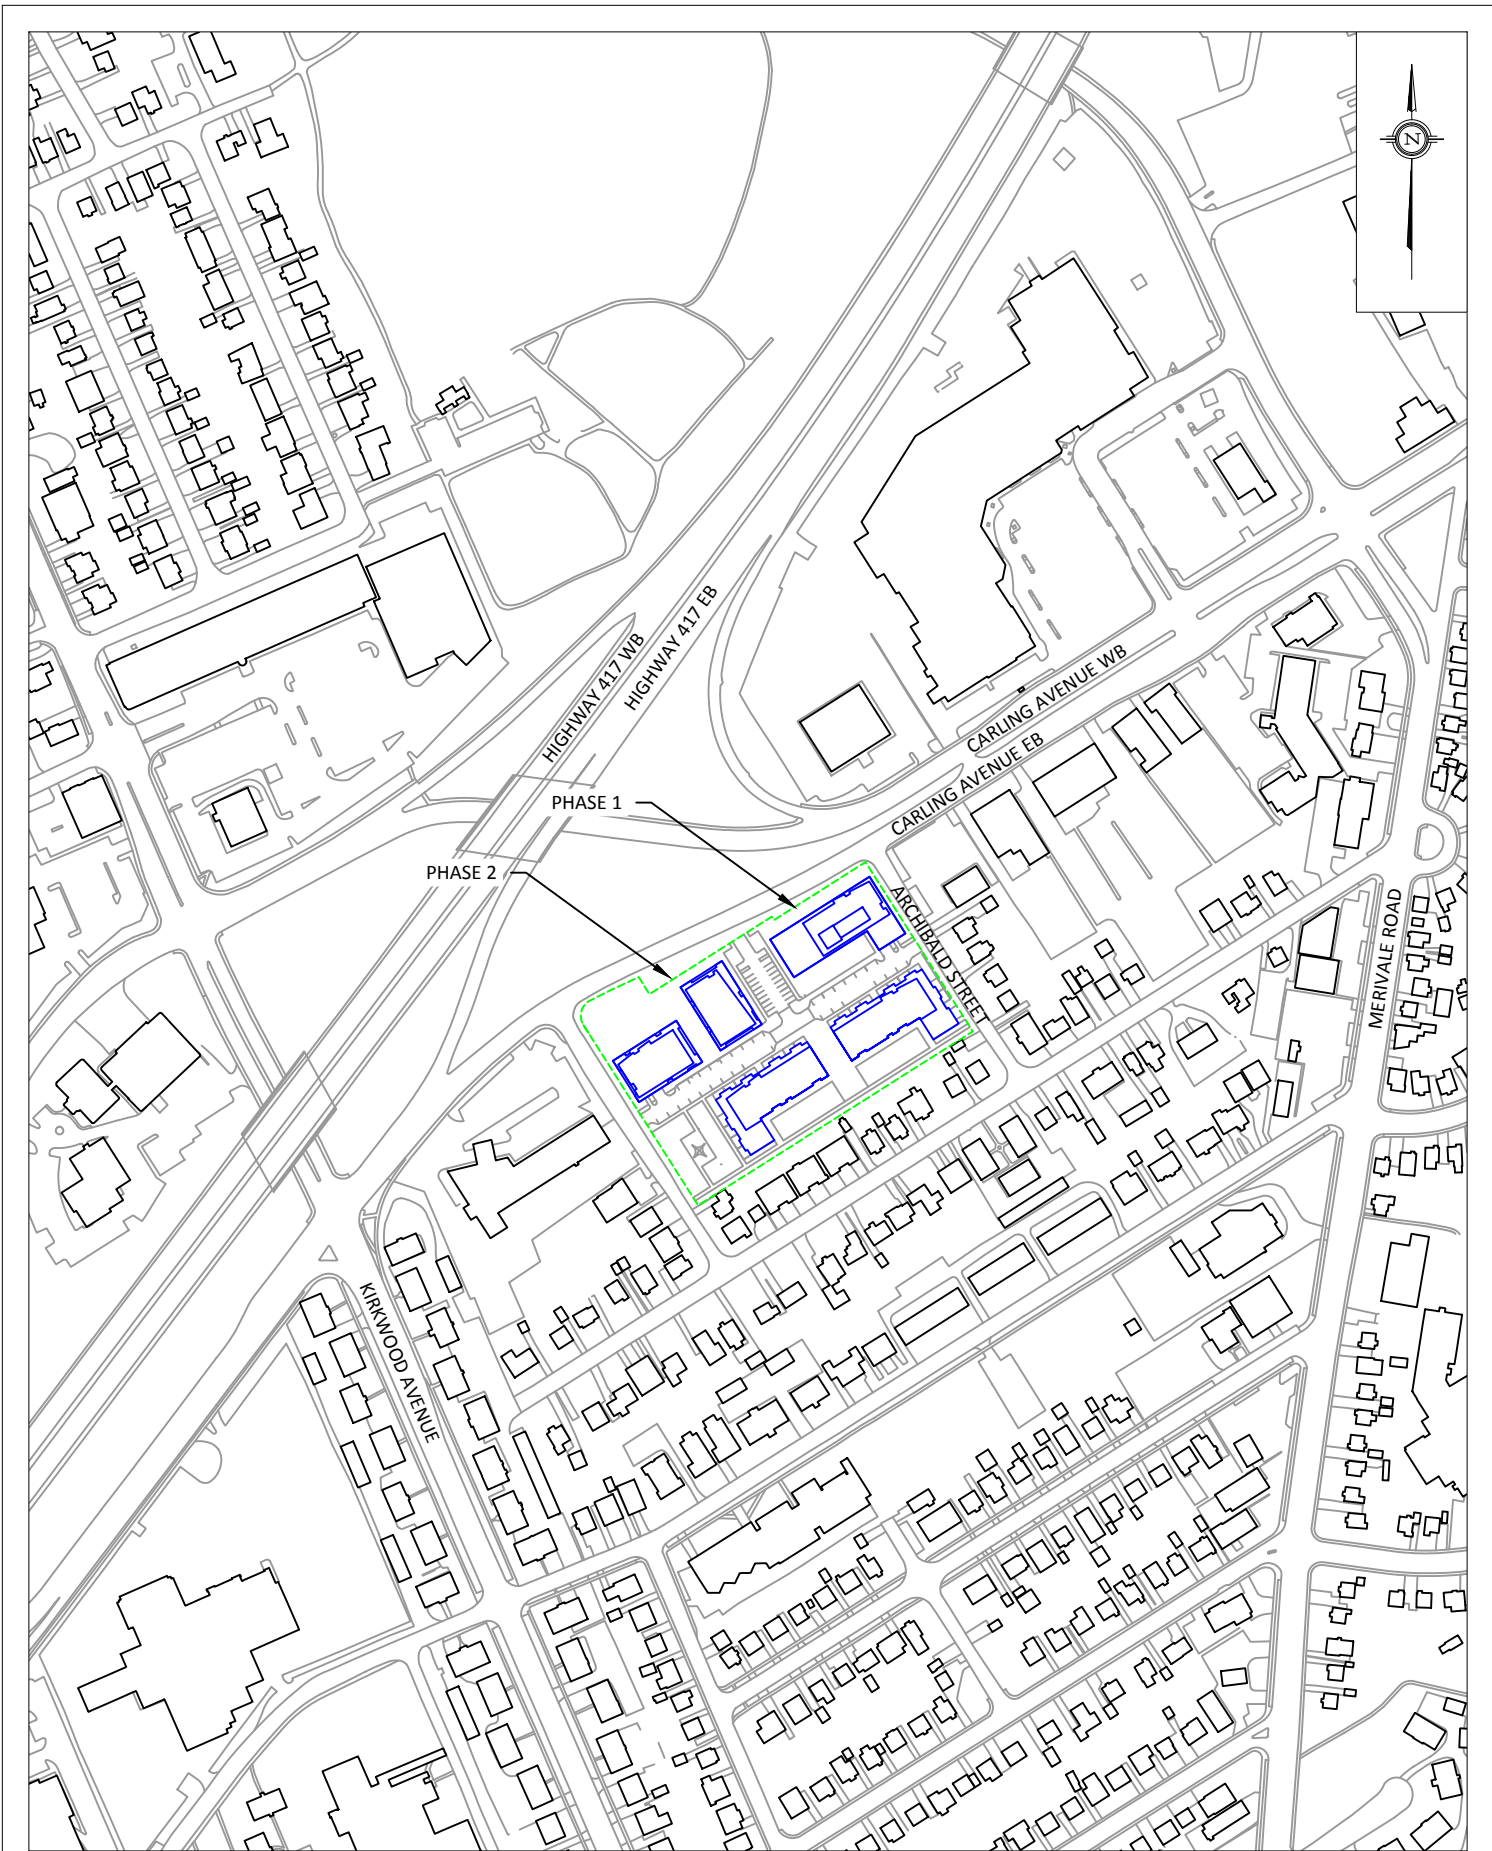 N
HIGHWAY 417 WB
HIGHWAY 417 EB
CARLING AVENUE WB
CARLING AVENUE EB
PHASE 1
PHASE 2
ARCHIBALD STREET
MERIVALE ROAD
KIRKWOOD AVENUE